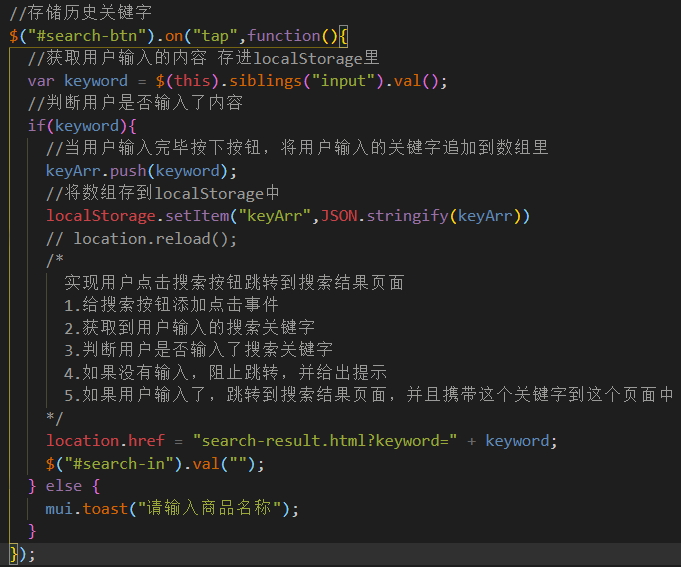 //存储历史关键字
$("#search-btn").on("tap",function(){
//获取用户输入的内容 存进localStorage里
var keyword = $(this).siblings("input").val();
//判断用户是否输入了内容
if(keyword){
//当用户输入完毕按下按钮，将用户输入的关键字追加到数组里
keyArr.push(keyword);
//将数组存到localStorage中
localStorage.setItem("keyArr",JSON.stringify(keyArr))
// location.reload();
/*
实现用户点击搜索按钮跳转到搜索结果页面
1.给搜索按钮添加点击事件
2.获取到用户输入的搜索关键字
3.判断用户是否输入了搜索关键字
4.如果没有输入，阻止跳转，并给出提示
5.如果用户输入了，跳转到搜索结果页面，并且携带这个关键字到这个页面中
*/
location.href = "search-result.html?keyword=" + keyword;
$("#search-in").val("");
} else {
mui.toast("请输入商品名称");
}
});